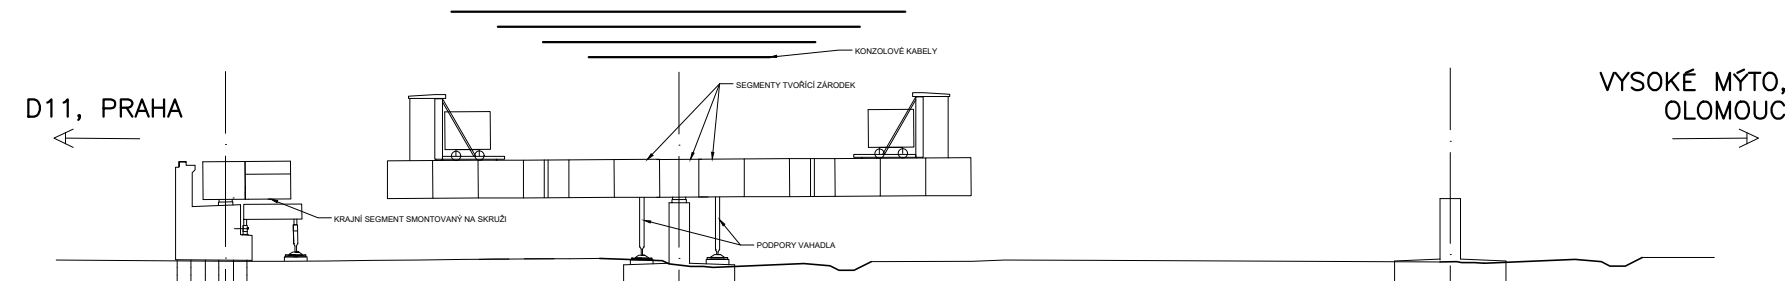 KONZOLOVÉ KABELY
SEGMENTY TVOŘÍCÍ ZÁRODEK
D11, PRAHA
VYSOKÉ MÝTO,
OLOMOUC
KRAJNÍ SEGMENT SMONTOVANÝ NA SKRUŽI
PODPORY VAHADLA